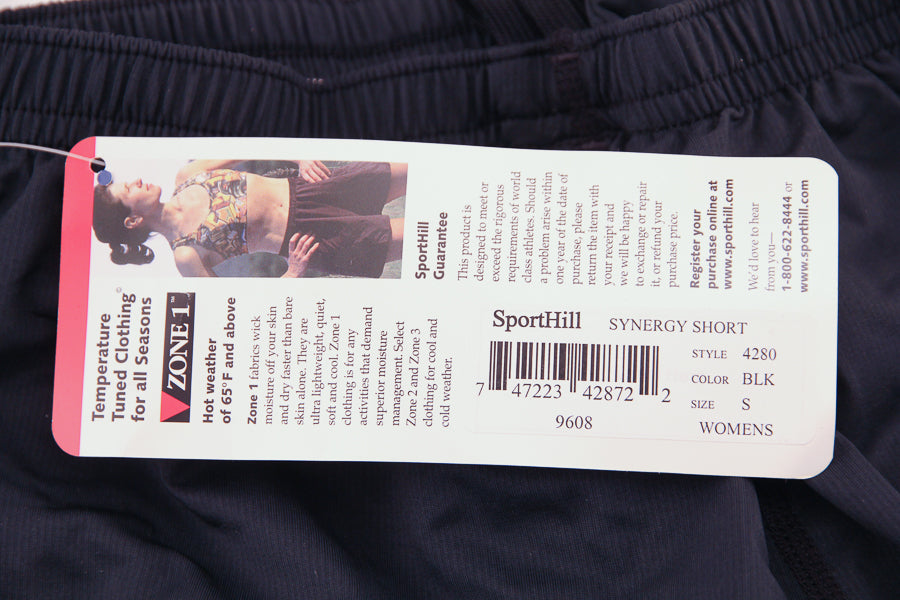 Temperature
Tuned Clothing©
for all Seasons
ZONE 1™
Hot weather
of 65°F and above
Zone 1 fabrics wick
moisture off your skin
and dry faster than bare
skin alone. They are
ultra lightweight, quiet,
soft and cool. Zone 1
clothing is for any
activities that demand
superior moisture
management. Select
Zone 2 and Zone 3
clothing for cool and
cold weather.
SportHill
Guarantee
This product is
designed to meet or
exceed the rigorous
requirements of world
class athletes. Should
a problem arise within
one year of the date of
purchase, please
return the item with
your receipt and
we will be happy
to exchange or repair
it, or refund your
purchase price.
Register your
purchase online at
www.sporthill.com
We'd love to hear
from you—
1-800-622-8444 or
www.sporthill.com
SportHill SYNERGY SHORT
STYLE 4280
COLOR BLK
SIZE S
WOMENS
7 47223 42872 2
9608